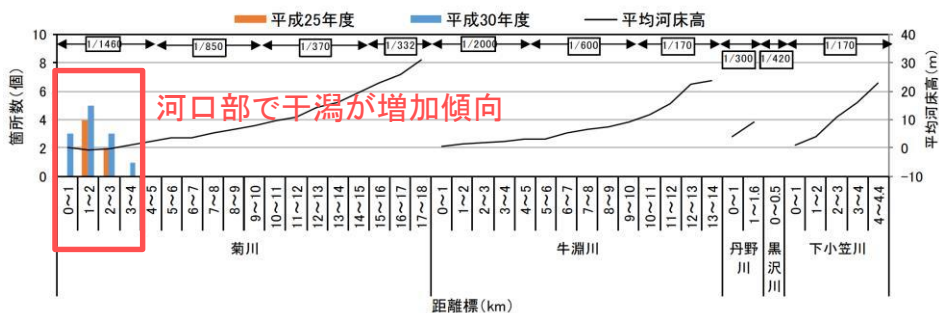 平成25年度 平成30年度 平均河床高
箇所数(個)
10
8
6
4
2
0
1/1460 1/850 1/370 1/332 1/2000 1/600 1/170 1/300 1/420 1/170
河口部で干潟が増加傾向
40
30
20
10
0
-10
平均河床高(m)
0~1 1~2 2~3 3~4 4~5 5~6 6~7 7~8 8~9 9~10 10~11 11~12 12~13 13~14 14~15 15~16 16~17 17~18 0~1 1~2 2~3 3~4 4~5 5~6 6~7 7~8 8~9 9~10 10~11 11~12 12~13 13~14 0~1 1~1.6 0~0.5 0~1 1~2 2~3 3~4 4~4.4
菊川 牛淵川 丹野川 黒沢川 下小笠川
距離標(km)